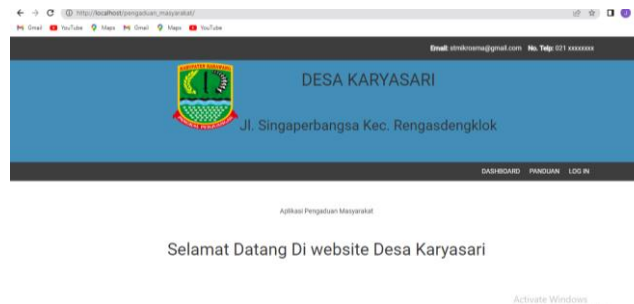 http://localhost/pengaduan_masyarakat/
Gmail YouTube Maps Gmail Maps YouTube
Email: stmikrosma@gmail.com No. Telp: 021 xxxxxxxx
DESA KARYASARI
Jl. Singaperbangsa Kec. Rengasdengklok
DASHBOARD PANDUAN LOG IN
Aplikasi Pengaduan Masyarakat
Selamat Datang Di website Desa Karyasari
Activate Windows